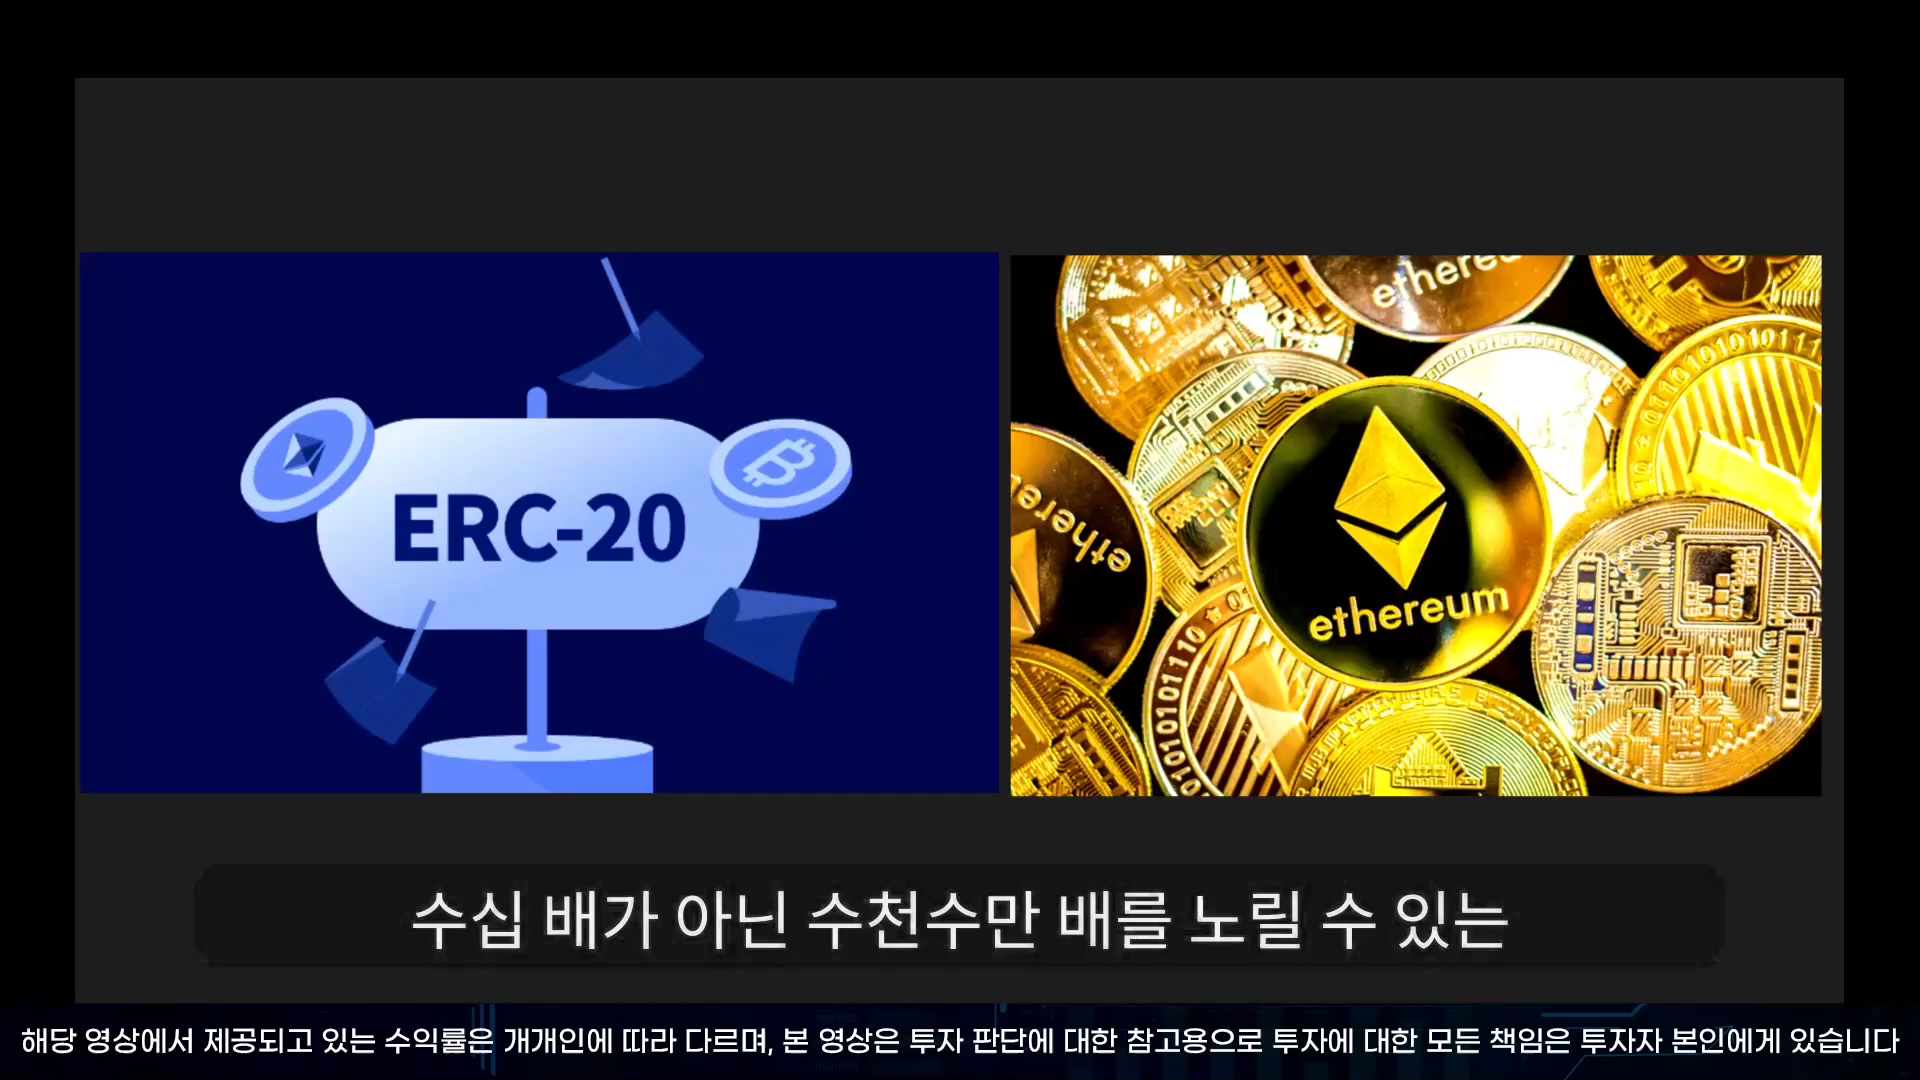 ethereu
ERC-20
ethere
ethereum
수십 배가 아닌 수천수만 배를 노릴 수 있는
해당 영상에서 제공되고 있는 수익률은 개개인에 따라 다르며, 본 영상은 투자 판단에 대한 참고용으로 투자에 대한 모든 책임은 투자자 본인에게 있습니다